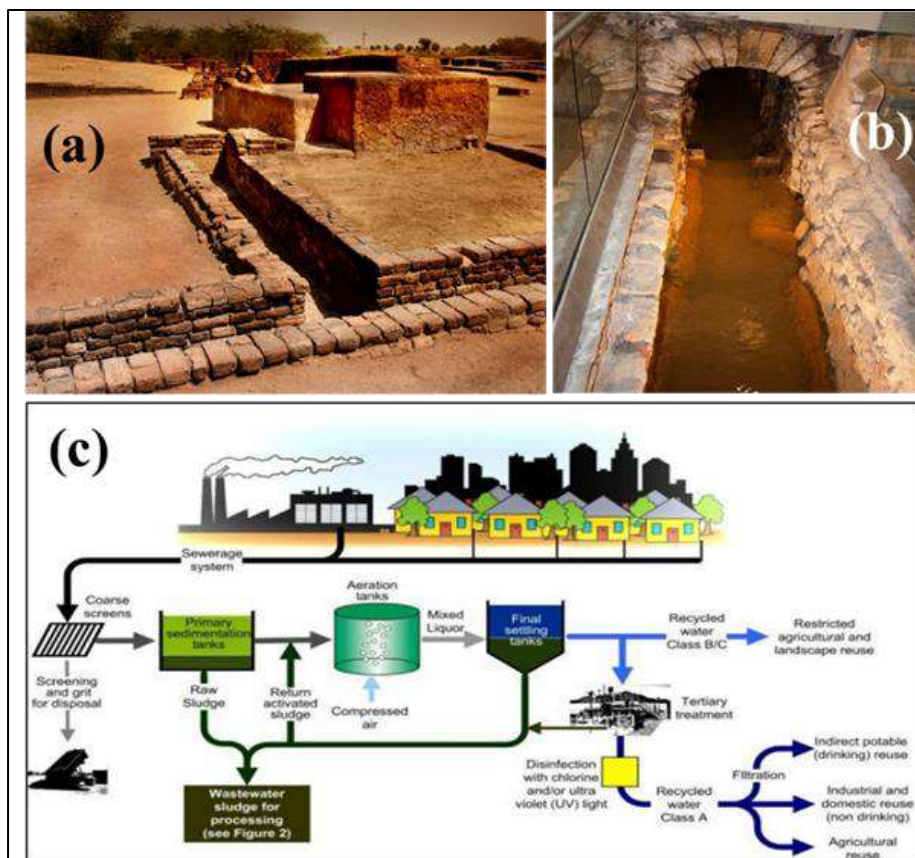 (a)
(b)
(c)
Sewerage
system
Coarse
screens
Primary
sedimentation
tanks
Aeration
tanks
Mixed
Liquor
Final
settling
tanks
Recycled
water
Class B/C
Restricted
agricultural and
landscape reuse
Screening
and grit
for disposal
Raw
Sludge
Return
activated
sludge
Compressed
air
Tertiary
treatment
Wastewater
sludge for
processing
(see Figure 2)
Disinfection
with chlorine
and/or ultra
violet (UV) light
Recycled
water
Class A
FIltration
Indirect potable
(drinking) reuse
Industrial and
domestic reuse
(non drinking)
Agricultural
reuse